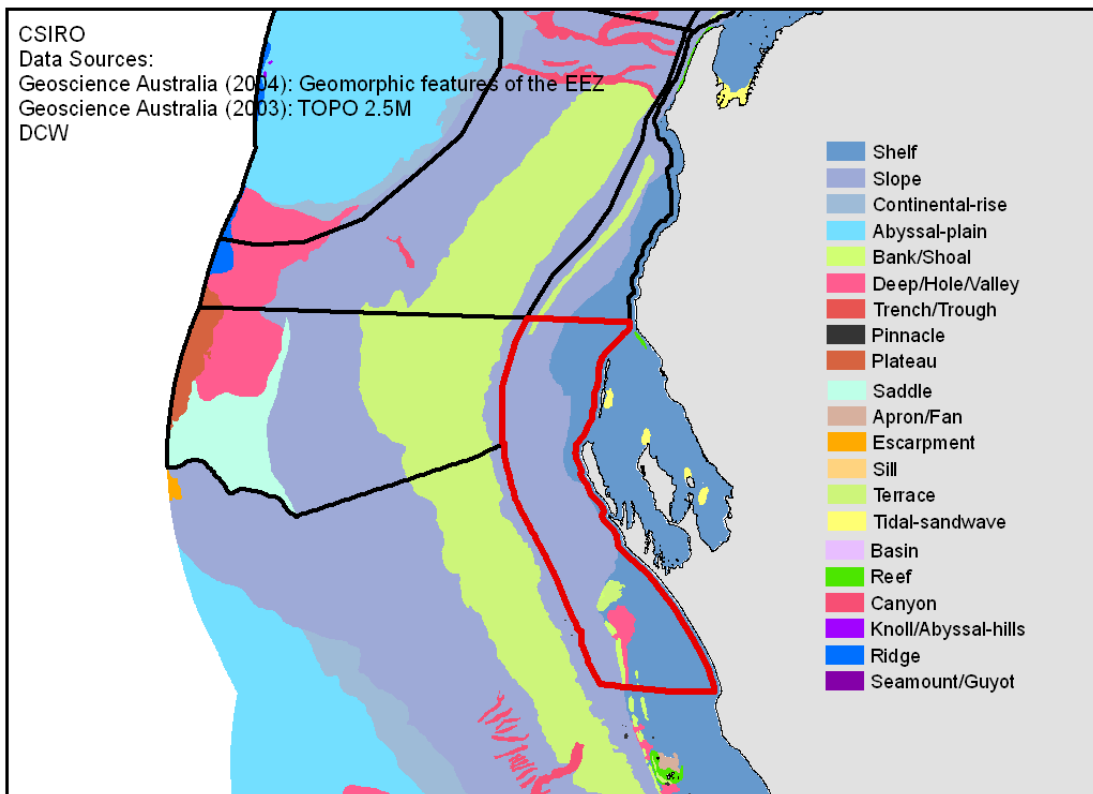 CSIRO
Data Sources:
Geoscience Australia (2004): Geomorphic features of the EEZ
Geoscience Australia (2003): TOPO 2.5M
DCW
Shelf
Slope
Continental-rise
Abyssal-plain
Bank/Shoal
Deep/Hole/Valley
Trench/Trough
Pinnacle
Plateau
Saddle
Apron/Fan
Escarpment
Sill
Terrace
Tidal-sandwave
Basin
Reef
Canyon
Knoll/Abyssal-hills
Ridge
Seamount/Guyot